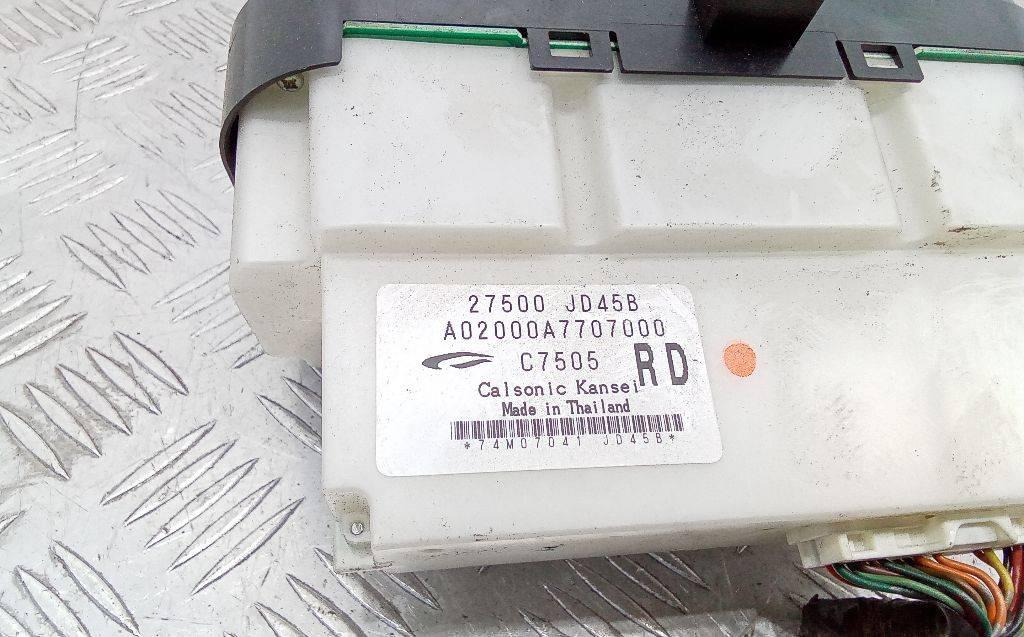 27500 JD45B
A02000A7707000
C7505 RD
Calsonic Kansei
Made in Thailand
*74M07041 JD45B*